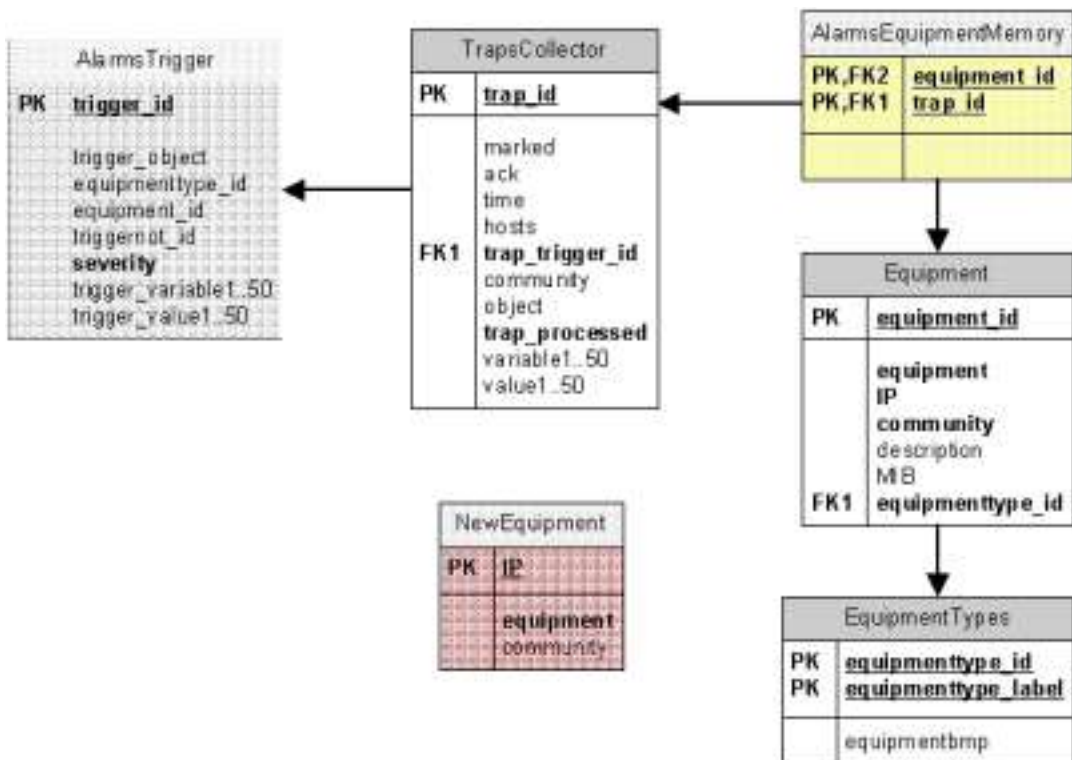 AlarmsTrigger
PK trigger_id
trigger_object
equipmenttype_id
equipment_id
triggernot_id
severity
trigger_variable1..50
trigger_value1..50
TrapsCollector
PK trap_id
marked
ack
time
hosts
FK1 trap_trigger_id
community
object
trap_processed
variable1..50
value1..50
AlarmsEquipmentMemory
PK,FK2 equipment_id
PK,FK1 trap_id
Equipment
PK equipment_id
equipment
IP
community
description
MIB
FK1 equipmenttype_id
NewEquipment
PK IP
equipment
community
EquipmentTypes
PK equipmenttype_id
PK equipmenttype_label
equipmentbmp